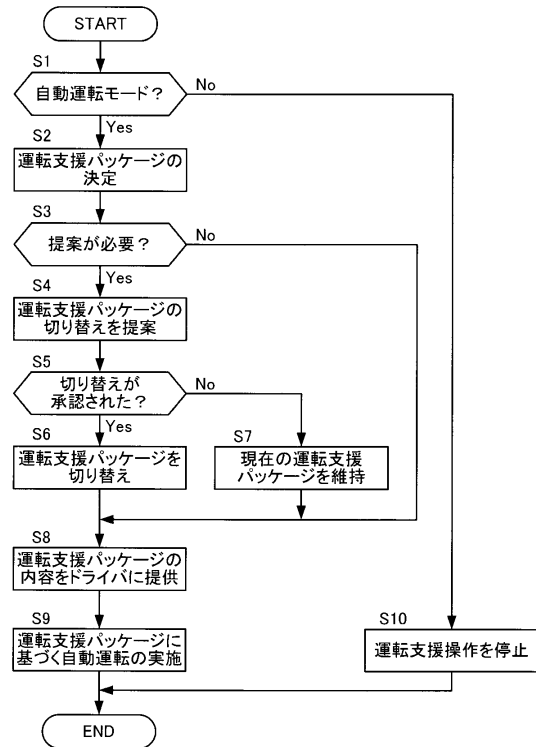 START
S1
自動運転モード？
No
Yes
S2
運転支援パッケージの
決定
S3
提案が必要？
No
Yes
S4
運転支援パッケージの
切り替えを提案
S5
切り替えが
承認された？
No
Yes
S6
運転支援パッケージを
切り替え
S7
現在の運転支援
パッケージを維持
S8
運転支援パッケージの
内容をドライバに提供
S9
運転支援パッケージに
基づく自動運転の実施
S10
運転支援操作を停止
END